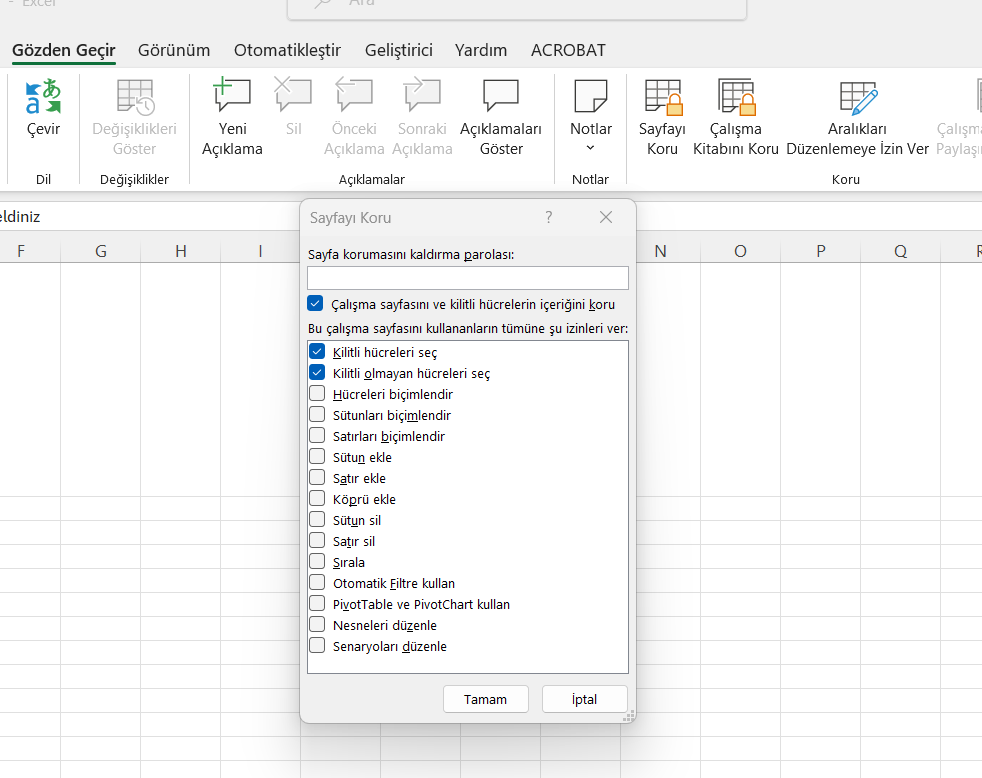 - Excel
Ara
Gözden Geçir Görünüm Otomatikleştir Geliştirici Yardım ACROBAT
Çevir
Değişiklikleri Göster
Yeni Açıklama
Sil
Önceki Açıklama
Sonraki Açıklama
Açıklamaları Göster
Notlar
Sayfayı Koru
Çalışma Kitabını Koru
Aralıkları Düzenlemeye İzin Ver
Dil
Değişiklikler
Açıklamalar
Notlar
Koru
eldiniz
F G H I N O P Q R
Sayfayı Koru ?
Sayfa korumasını kaldırma parolası:
Çalışma sayfasını ve kilitli hücrelerin içeriğini koru
Bu çalışma sayfasını kullananların tümüne şu izinleri ver:
Kilitli hücreleri seç
Kilitli olmayan hücreleri seç
Hücreleri biçimlendir
Sütunları biçimlendir
Satırları biçimlendir
Sütun ekle
Satır ekle
Köprü ekle
Sütun sil
Satır sil
Sırala
Otomatik Filtre kullan
PivotTable ve PivotChart kullan
Nesneleri düzenle
Senaryoları düzenle
Tamam İptal